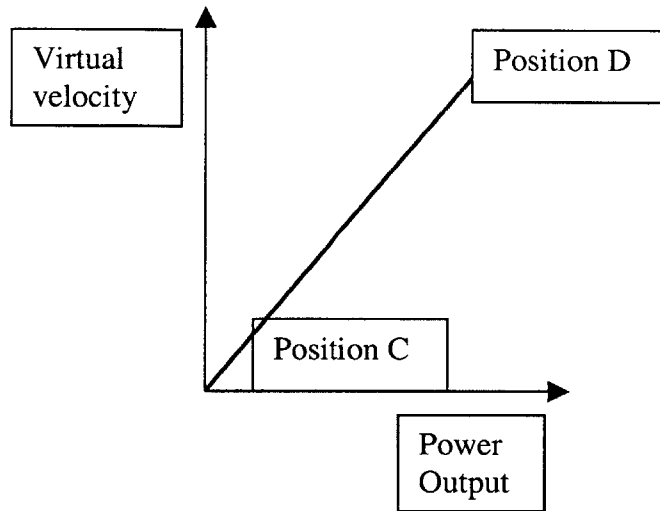 Virtual
velocity
Position D
Position C
Power
Output